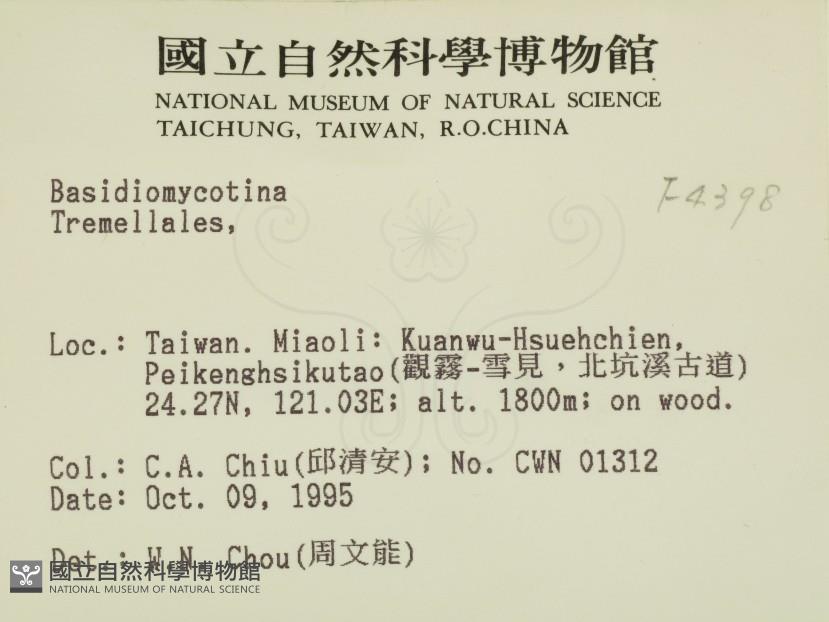 國立自然科學博物館
NATIONAL MUSEUM OF NATURAL SCIENCE
TAICHUNG, TAIWAN, R.O.CHINA
Basidiomycotina
F4398
Tremellales,
Loc.: Taiwan. Miaoli: Kuanwu-Hsuehchien,
Peikenghsikutao(觀霧-雪見，北坑溪古道)
24.27N, 121.03E; alt. 1800m; on wood.
Col.: C.A. Chiu(邱清安); No. CWN 01312
Date: Oct. 09, 1995
Det.: W.N. Chou(周文能)
國立自然科學博物館
NATIONAL MUSEUM OF NATURAL SCIENCE